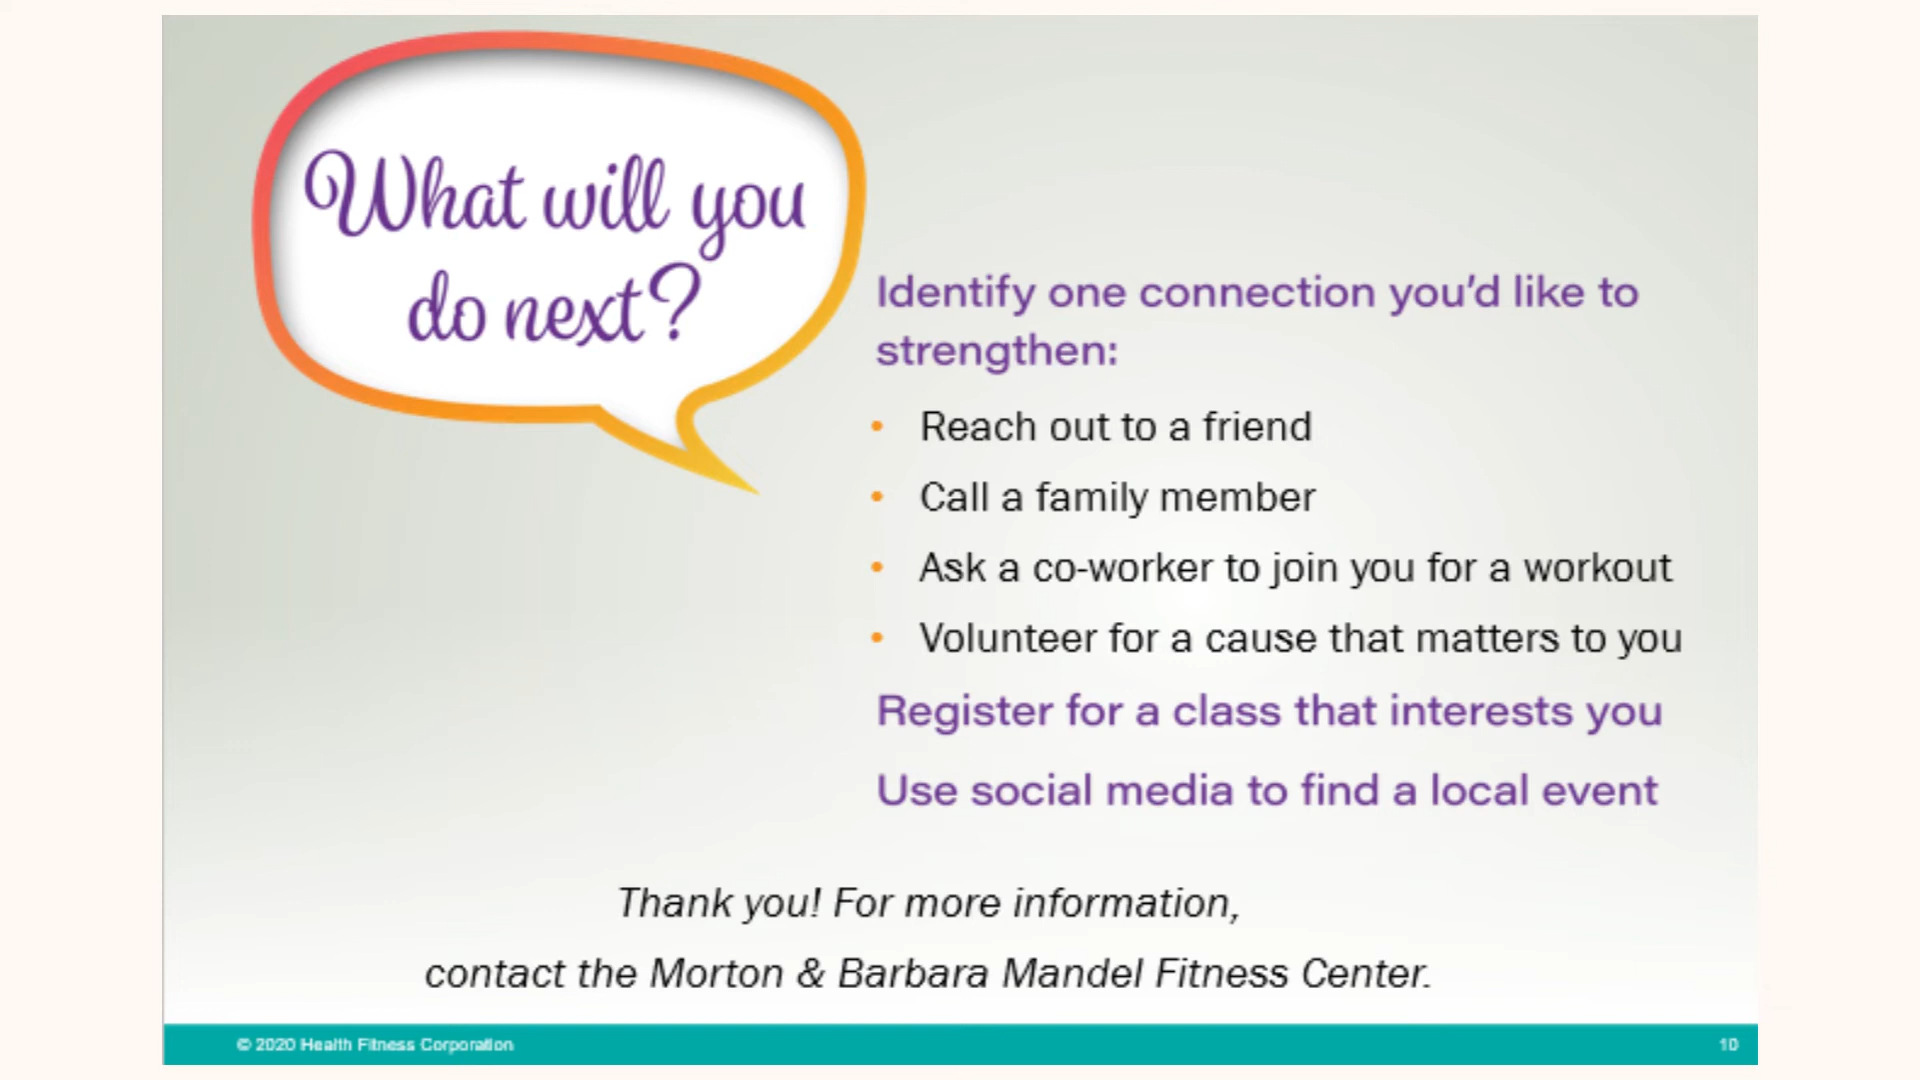 What will you
do next?
Identify one connection you'd like to
strengthen:
• Reach out to a friend
• Call a family member
• Ask a co-worker to join you for a workout
• Volunteer for a cause that matters to you
Register for a class that interests you
Use social media to find a local event
Thank you! For more information,
contact the Morton & Barbara Mandel Fitness Center.
© 2020 Health Fitness Corporation
10